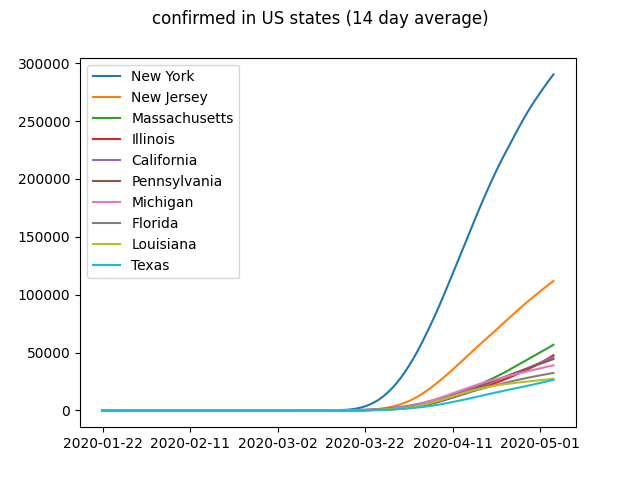 confirmed in US states (14 day average)
300000
250000
200000
150000
100000
50000
0
New York
New Jersey
Massachusetts
Illinois
California
Pennsylvania
Michigan
Florida
Louisiana
Texas
2020-01-22 2020-02-11 2020-03-02 2020-03-22 2020-04-11 2020-05-01